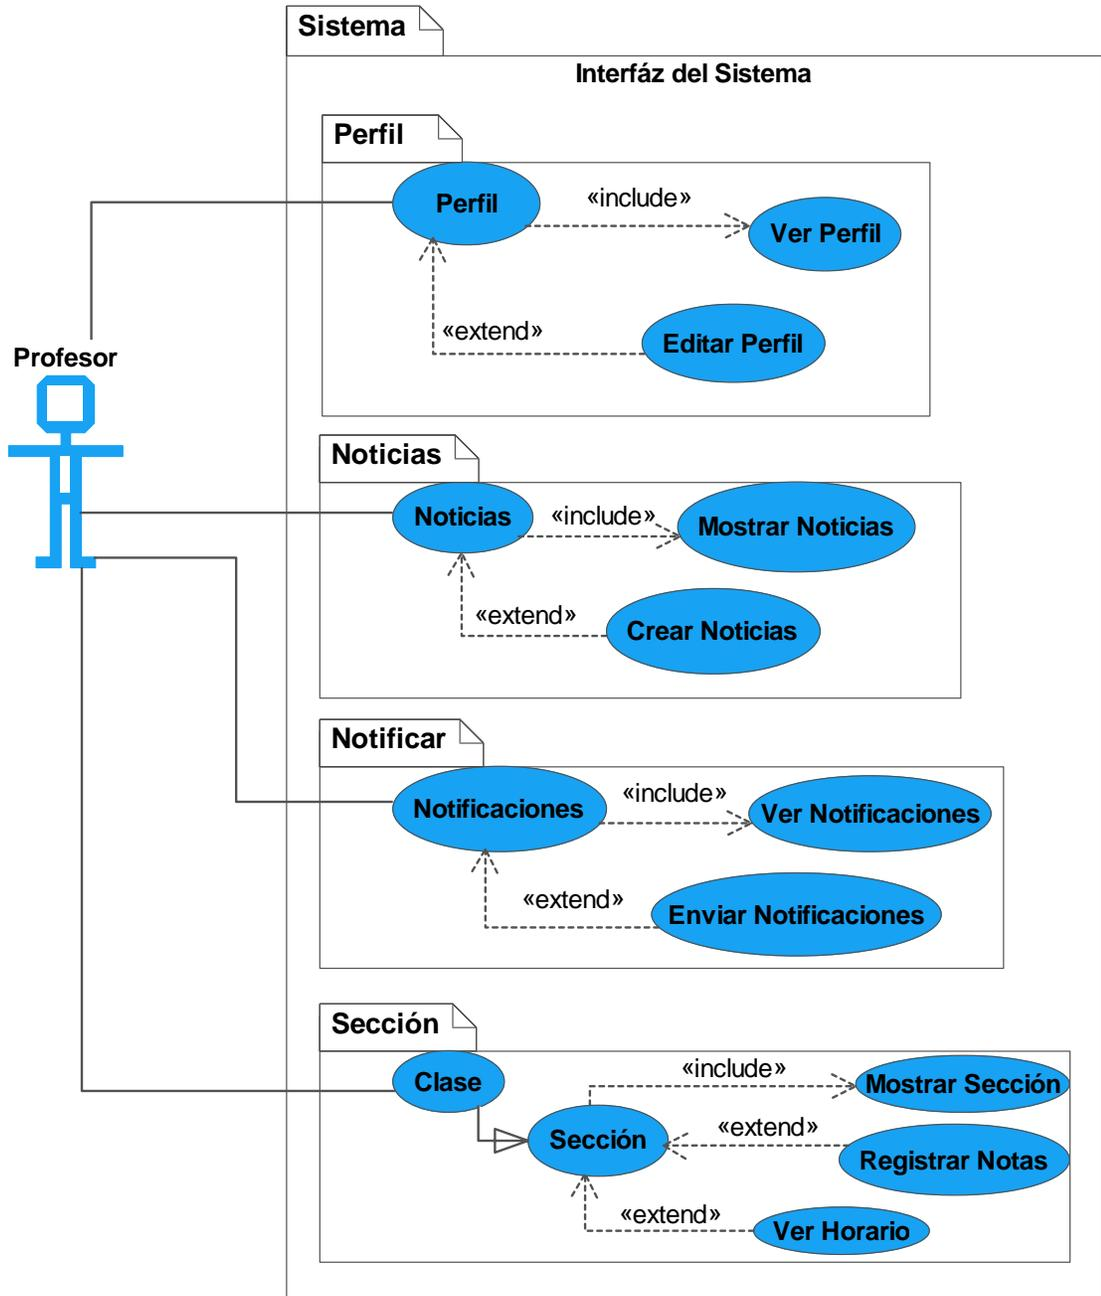 Sistema
Interfáz del Sistema
Perfil
Perfil
«include»
Ver Perfil
«extend»
Editar Perfil
Profesor
Noticias
Noticias
«include»
Mostrar Noticias
«extend»
Crear Noticias
Notificar
Notificaciones
«include»
Ver Notificaciones
«extend»
Enviar Notificaciones
Sección
Clase
«include»
Mostrar Sección
Sección
«extend»
Registrar Notas
«extend»
Ver Horario